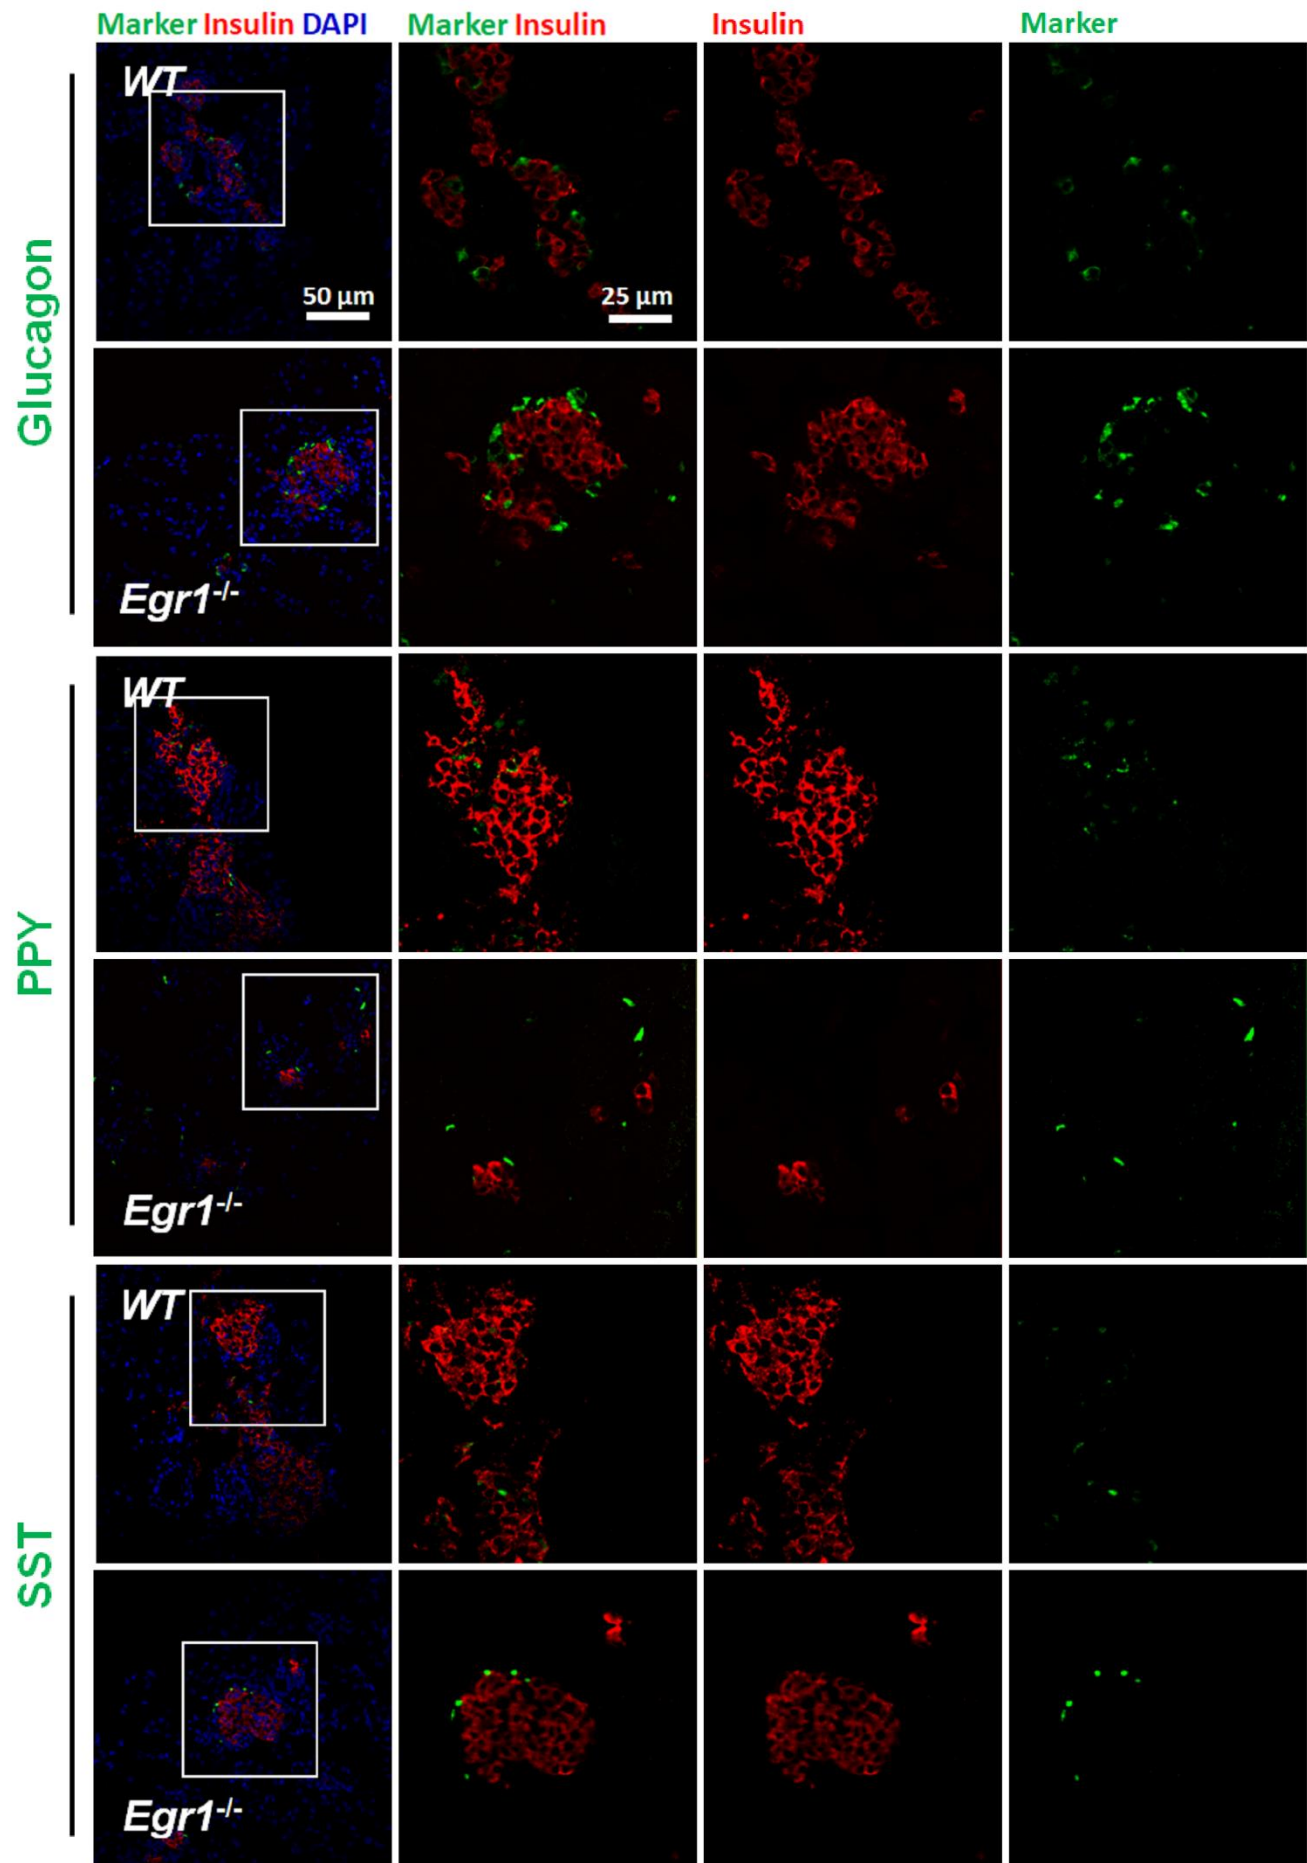 Marker Insulin DAPI
Marker Insulin
Insulin
Marker
Glucagon
WT
50 µm
25 µm
Egr1-/-
PPY
WT
Egr1-/-
SST
WT
Egr1-/-